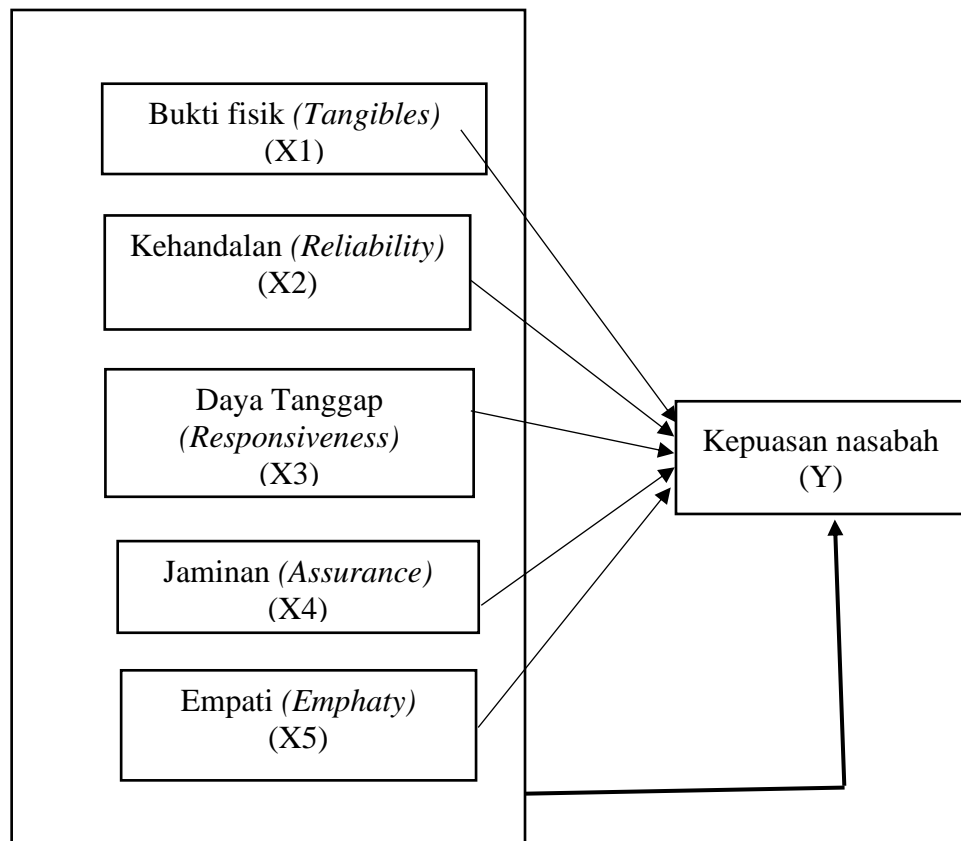 Bukti fisik (Tangibles)
(X1)
Kehandalan (Reliability)
(X2)
Daya Tanggap
(Responsiveness)
(X3)
Kepuasan nasabah
(Y)
Jaminan (Assurance)
(X4)
Empati (Emphaty)
(X5)